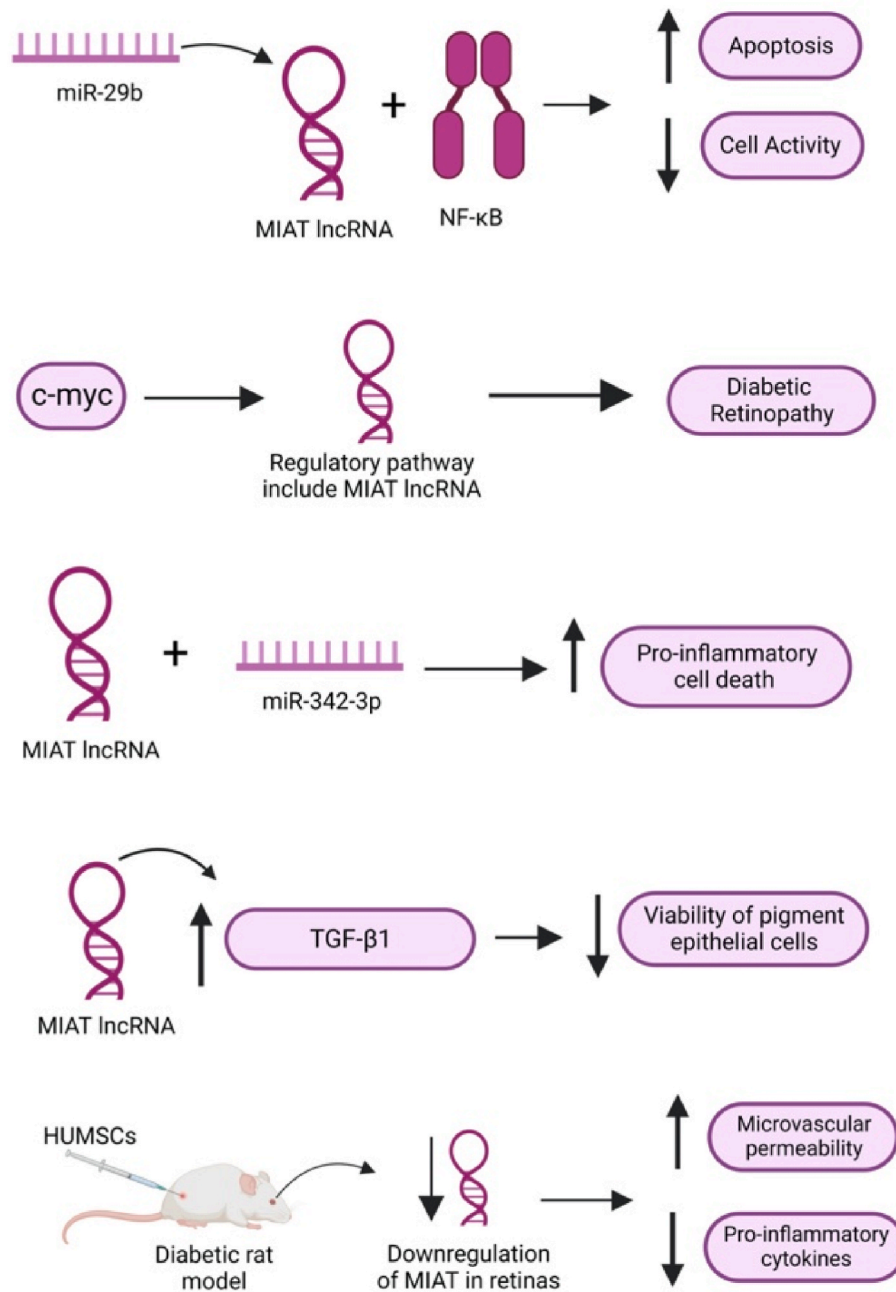 miR-29b
MIAT lncRNA
+
NF-κB
Apoptosis
Cell Activity
c-myc
Regulatory pathway
include MIAT lncRNA
Diabetic
Retinopathy
MIAT lncRNA
+
miR-342-3p
Pro-inflammatory
cell death
MIAT lncRNA
TGF-β1
Viability of pigment
epithelial cells
HUMSCs
Diabetic rat
model
Downregulation
of MIAT in retinas
Microvascular
permeability
Pro-inflammatory
cytokines